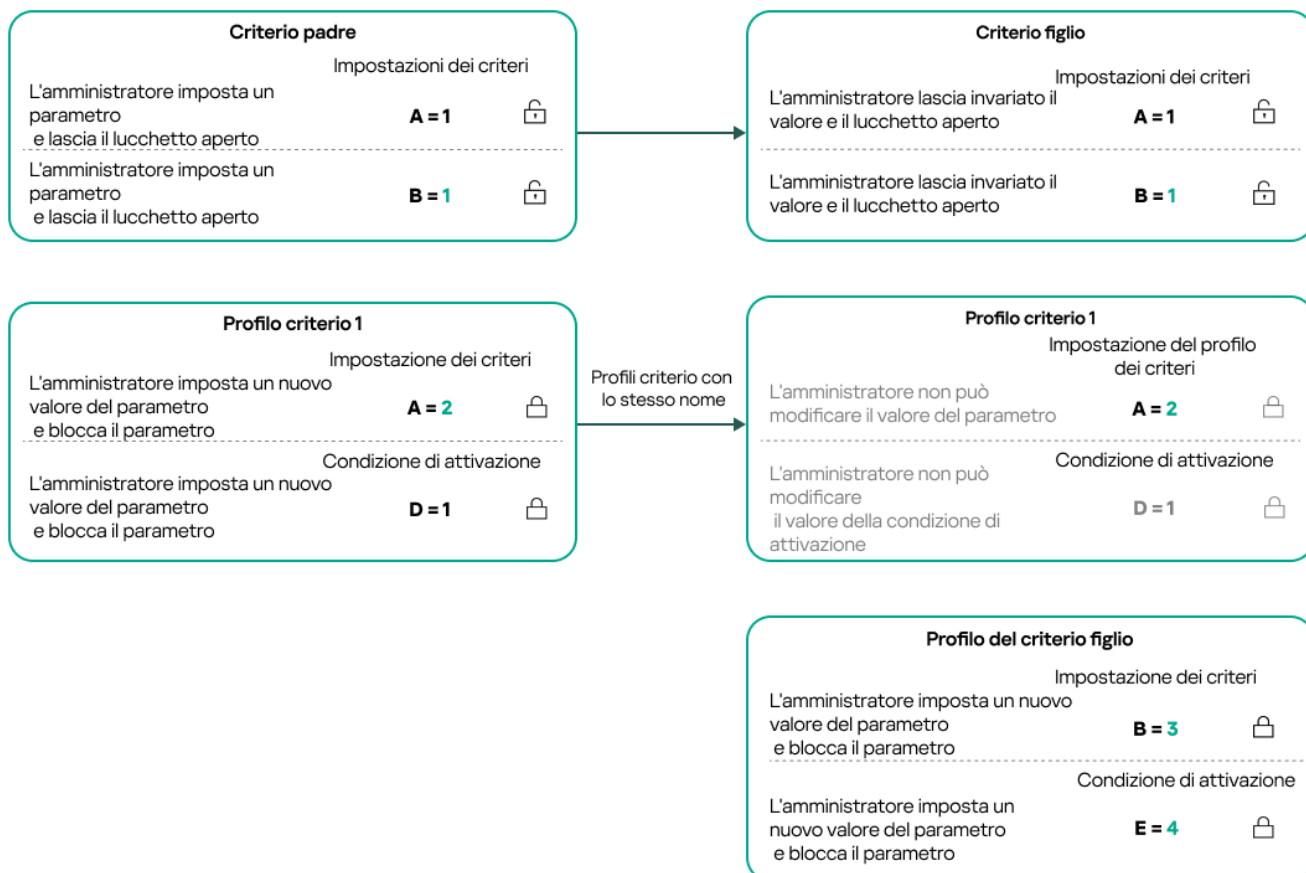 Criterio padre
Impostazioni dei criteri
L'amministratore imposta un
parametro
e lascia il lucchetto aperto
A = 1
L'amministratore imposta un
parametro
e lascia il lucchetto aperto
B = 1
Criterio figlio
Impostazioni dei criteri
L'amministratore lascia invariato il
valore e il lucchetto aperto
A = 1
L'amministratore lascia invariato il
valore e il lucchetto aperto
B = 1
Profilo criterio 1
Impostazione dei criteri
L'amministratore imposta un nuovo
valore del parametro
e blocca il parametro
A = 2
Condizione di attivazione
L'amministratore imposta un nuovo
valore del parametro
e blocca il parametro
D = 1
Profili criterio con
lo stesso nome
Profilo criterio 1
Impostazione del profilo
dei criteri
L'amministratore non può
modificare il valore del parametro
A = 2
Condizione di attivazione
L'amministratore non può
modificare
il valore della condizione di
attivazione
D = 1
Profilo del criterio figlio
Impostazione dei criteri
L'amministratore imposta un nuovo
valore del parametro
e blocca il parametro
B = 3
Condizione di attivazione
L'amministratore imposta un
nuovo valore del parametro
e blocca il parametro
E = 4